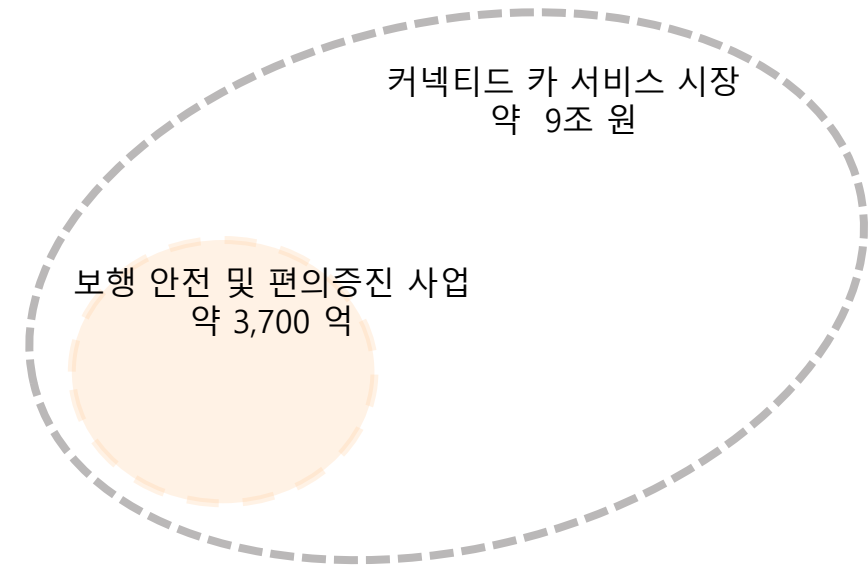 커넥티드 카 서비스 시장
약 9조 원
보행 안전 및 편의증진 사업
약 3,700 억